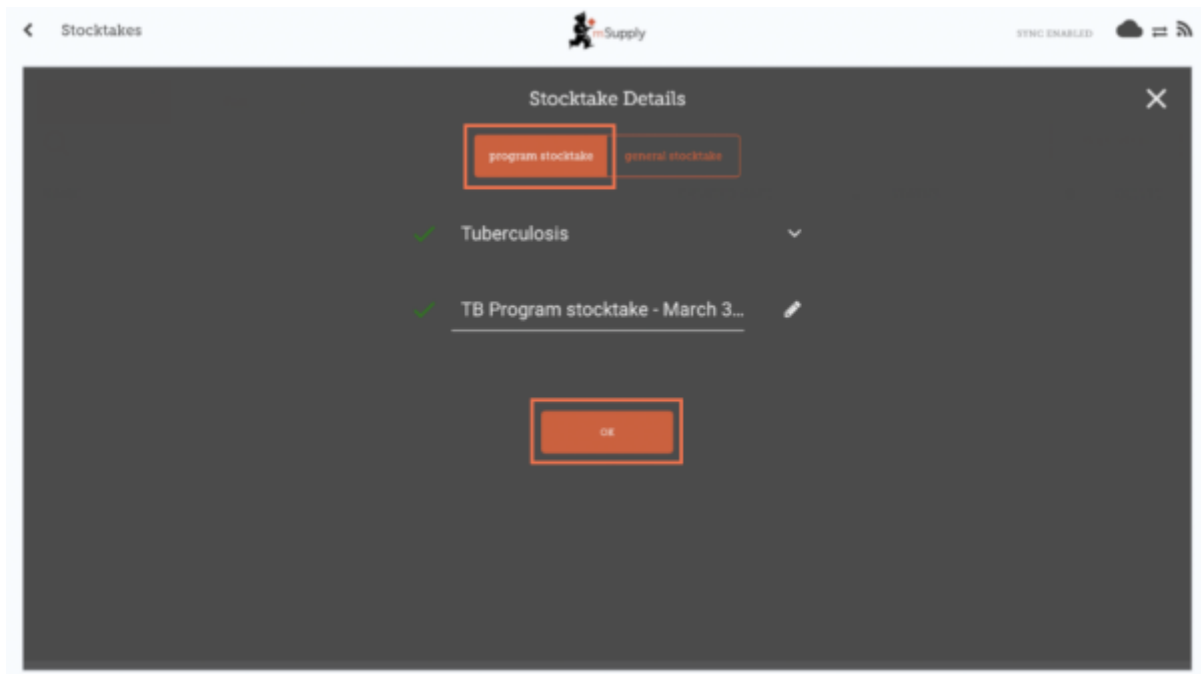 Stocktakes
mSupply
SYNC ENABLED
Stocktake Details
program stocktake
general stocktake
Tuberculosis
TB Program stocktake - March 3...
OK